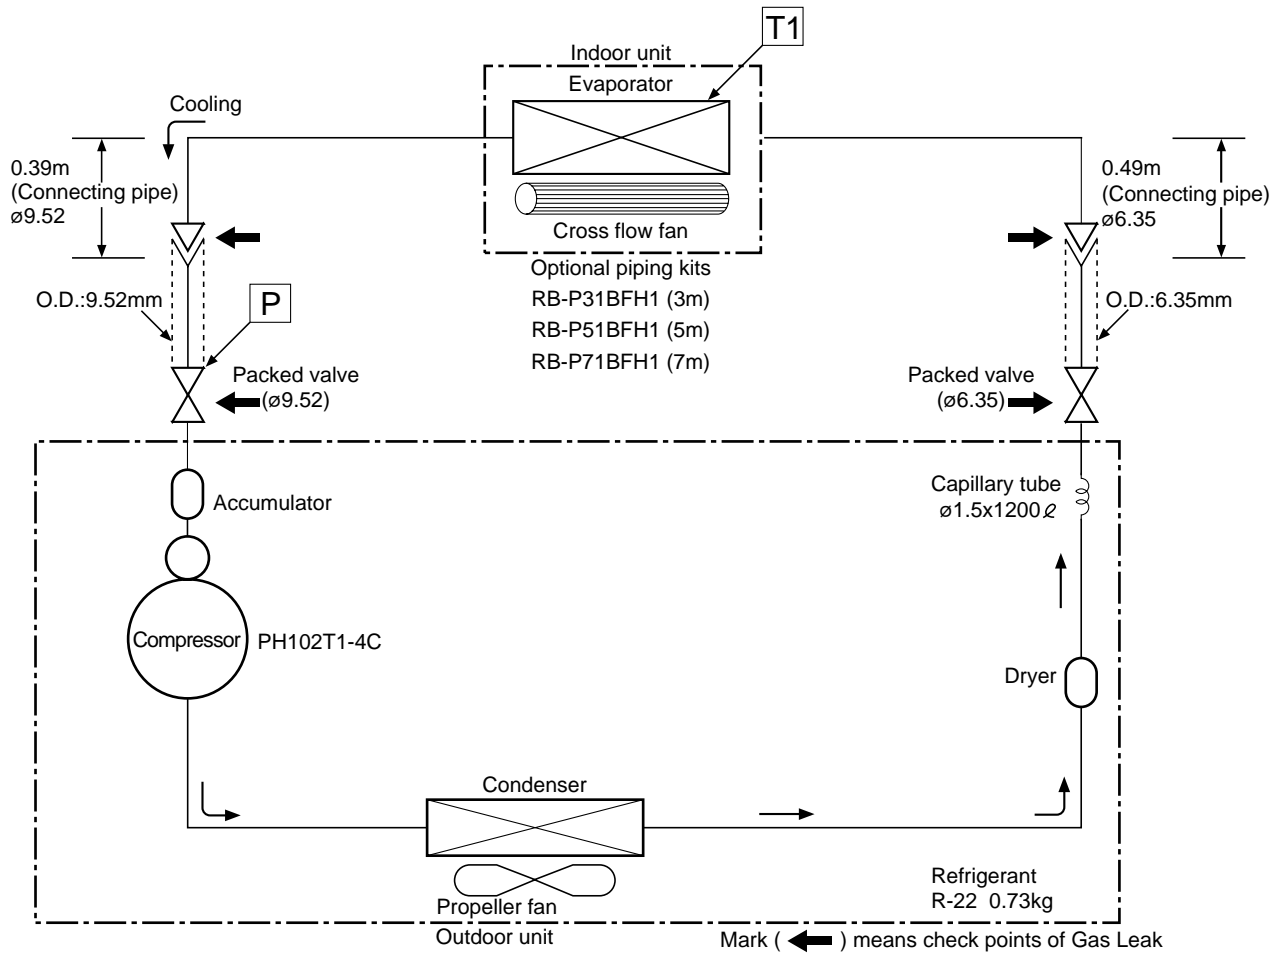 T1
Indoor unit
Evaporator
Cooling
0.39m
(Connecting pipe)
ø9.52
0.49m
(Connecting pipe)
ø6.35
Cross flow fan
Optional piping kits
RB-P31BFH1 (3m)
RB-P51BFH1 (5m)
RB-P71BFH1 (7m)
O.D.:9.52mm
P
O.D.:6.35mm
Packed valve
(ø9.52)
Packed valve
(ø6.35)
Accumulator
Capillary tube
ø1.5x1200ℓ
Compressor
PH102T1-4C
Dryer
Condenser
Propeller fan
Refrigerant
R-22 0.73kg
Outdoor unit
Mark ( ) means check points of Gas Leak